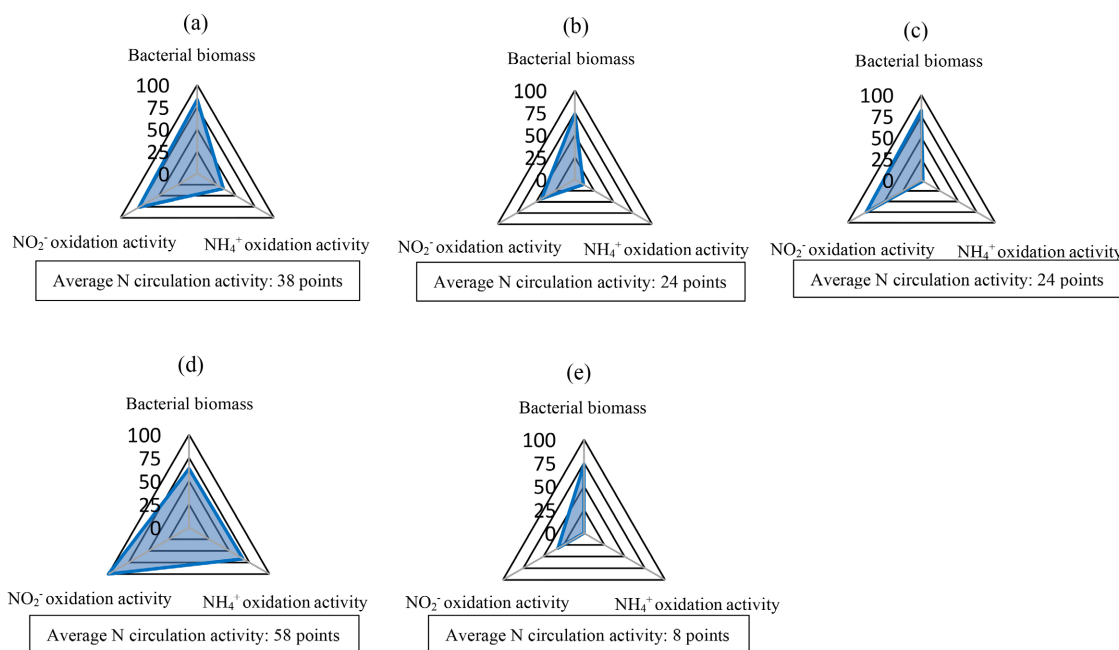 (a)
Bacterial biomass
100
75
50
25
0
NO₂⁻ oxidation activity
NH₄⁺ oxidation activity
Average N circulation activity: 38 points
(b)
Bacterial biomass
100
75
50
25
0
NO₂⁻ oxidation activity
NH₄⁺ oxidation activity
Average N circulation activity: 24 points
(c)
Bacterial biomass
100
75
50
25
0
NO₂⁻ oxidation activity
NH₄⁺ oxidation activity
Average N circulation activity: 24 points
(d)
Bacterial biomass
100
75
50
25
0
NO₂⁻ oxidation activity
NH₄⁺ oxidation activity
Average N circulation activity: 58 points
(e)
Bacterial biomass
100
75
50
25
0
NO₂⁻ oxidation activity
NH₄⁺ oxidation activity
Average N circulation activity: 8 points